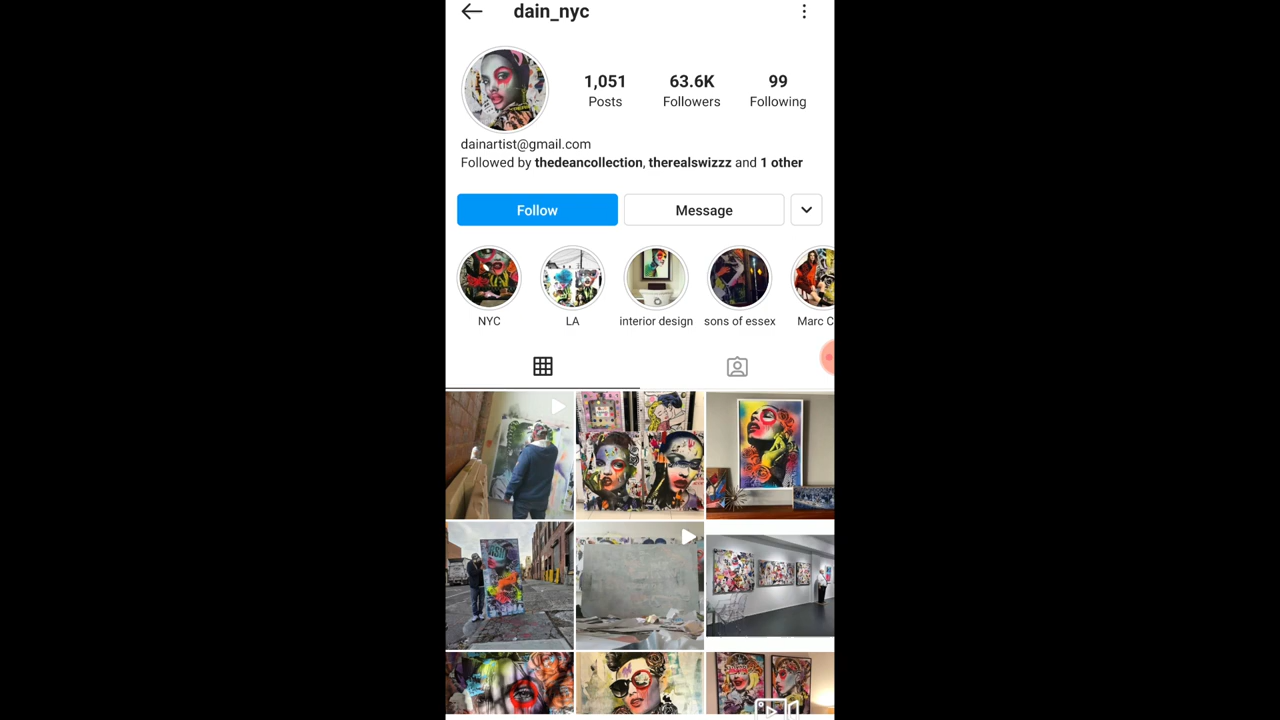 dain_nyc
1,051 63.6K 99
Posts Followers Following
dainartist@gmail.com
Followed by thedeancollection, therealswizzz and 1 other
Follow Message
NYC LA interior design sons of essex Marc C